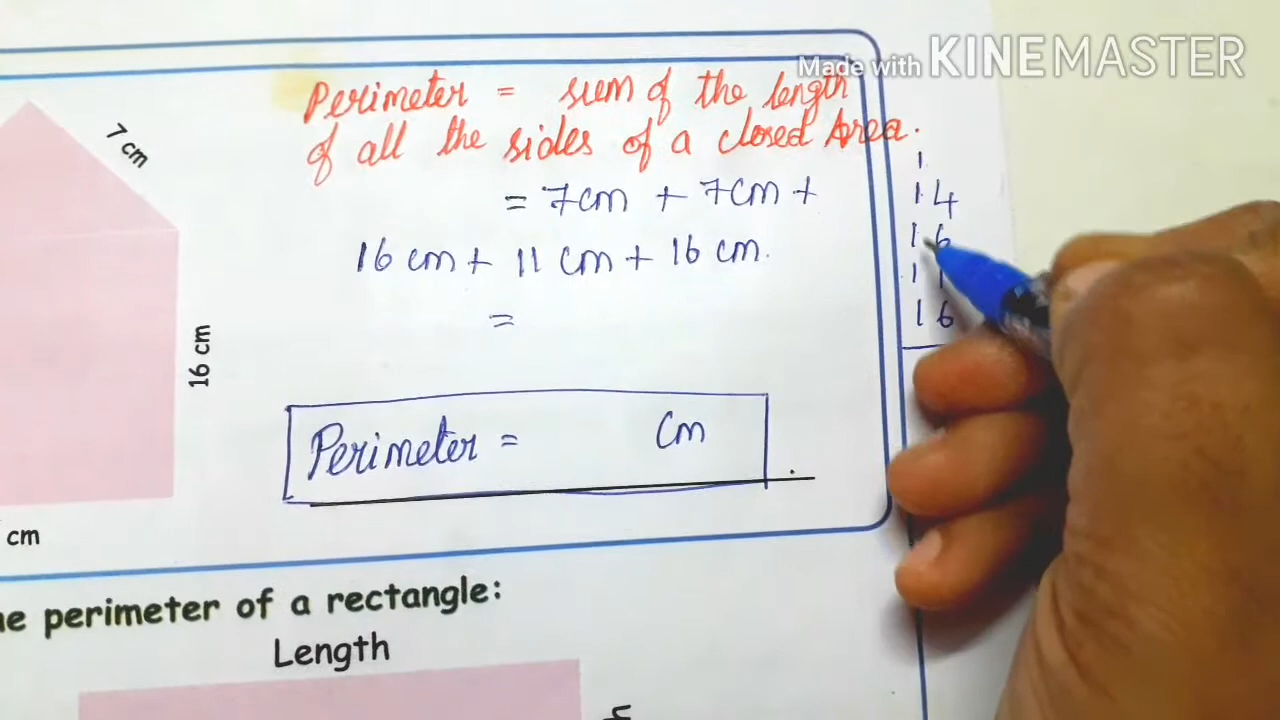 Made with KINEMASTER
Perimeter = sum of the length
of all the sides of a closed Area.
= 7cm + 7cm +
16 cm + 11 cm + 16 cm.
=
Perimeter = Cm
7 cm
16 cm
cm
1
14
16
11
16
e perimeter of a rectangle:
Length